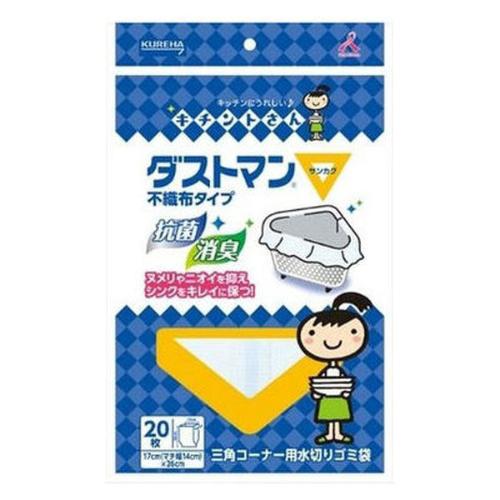 KUREHA
キッチンにうれしい♪
キチントさん
ダストマン®
サンカク
不織布タイプ
抗菌
消臭
ヌメリやニオイを抑え
シンクをキレイに保つ!
20枚
17cm(マチ幅14cm)
×26cm
三角コーナー用水切りゴミ袋